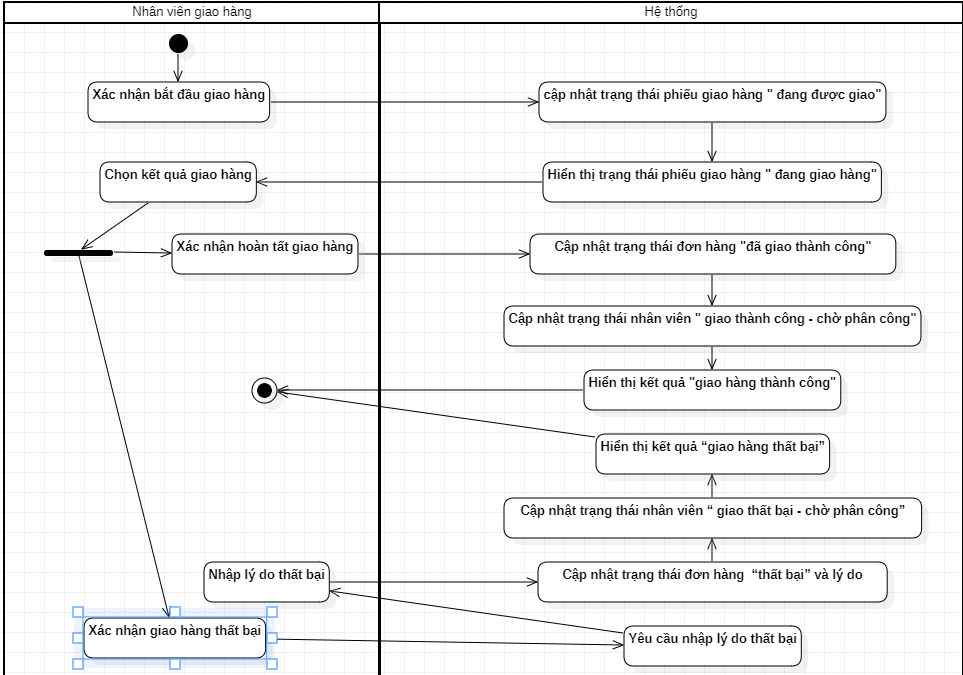 Nhân viên giao hàng
Hệ thống
Xác nhận bắt đầu giao hàng
cập nhật trạng thái phiếu giao hàng " đang được giao"
Chọn kết quả giao hàng
Hiển thị trạng thái phiếu giao hàng " đang giao hàng"
Xác nhận hoàn tất giao hàng
Cập nhật trạng thái đơn hàng "đã giao thành công"
Cập nhật trạng thái nhân viên " giao thành công - chờ phân công"
Hiển thị kết quả "giao hàng thành công"
Hiển thị kết quả “giao hàng thất bại”
Cập nhật trạng thái nhân viên “ giao thất bại - chờ phân công”
Nhập lý do thất bại
Cập nhật trạng thái đơn hàng “thất bại” và lý do
Xác nhận giao hàng thất bại
Yêu cầu nhập lý do thất bại